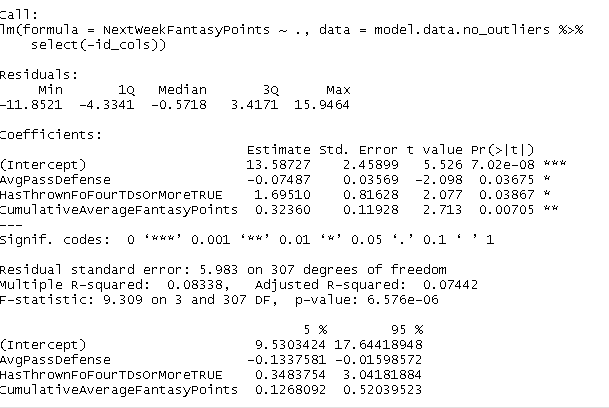 Call:
lm(formula = NextWeekFantasyPoints ~ ., data = model.data.no_outliers %>%
    select(-id_cols))
Residuals:
     Min       1Q   Median       3Q      Max
-11.8521  -4.3341  -0.5718   3.4171  15.9464
Coefficients:
                              Estimate Std. Error t value Pr(>|t|)
(Intercept)                   13.58727    2.45899   5.526 7.02e-08 ***
AvgPassDefense                -0.07487    0.03569  -2.098  0.03675 *
HasThrownFoFourTDsOrMoreTRUE   1.69510    0.81628   2.077  0.03867 *
CumulativeAverageFantasyPoints 0.32360    0.11928   2.713  0.00705 **
---
Signif. codes:  0 ‘***’ 0.001 ‘**’ 0.01 ‘*’ 0.05 ‘.’ 0.1 ‘ ’ 1
Residual standard error: 5.983 on 307 degrees of freedom
Multiple R-squared:  0.08338,   Adjusted R-squared:  0.07442
F-statistic: 9.309 on 3 and 307 DF,  p-value: 6.576e-06
                                      5 %        95 %
(Intercept)                     9.5303424 17.64418948
AvgPassDefense                 -0.1337581 -0.01598572
HasThrownFoFourTDsOrMoreTRUE    0.3483754  3.04181884
CumulativeAverageFantasyPoints  0.1268092  0.52039523